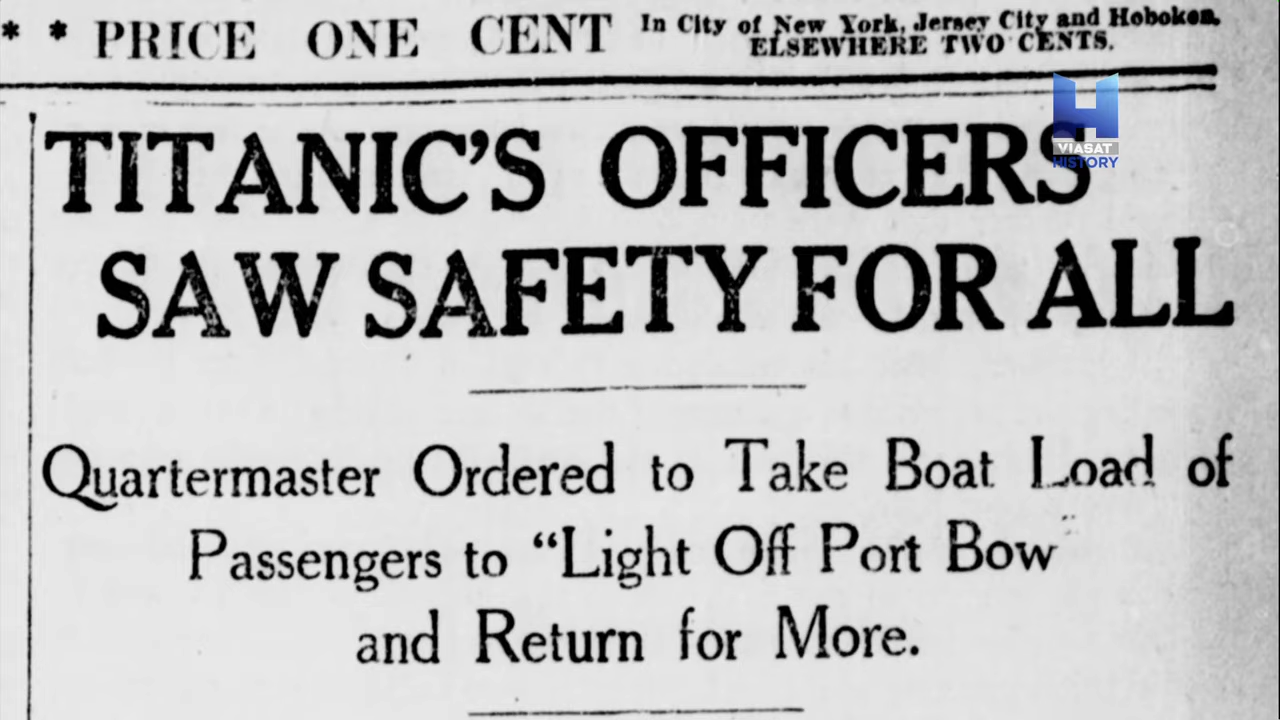 * * PRICE ONE CENT In City of New York, Jersey City and Hoboken.
ELSEWHERE TWO CENTS.
VIASAT
HISTORY
TITANIC'S OFFICERS
SAW SAFETY FOR ALL
Quartermaster Ordered to Take Boat Load of
Passengers to “Light Off Port Bow
and Return for More.